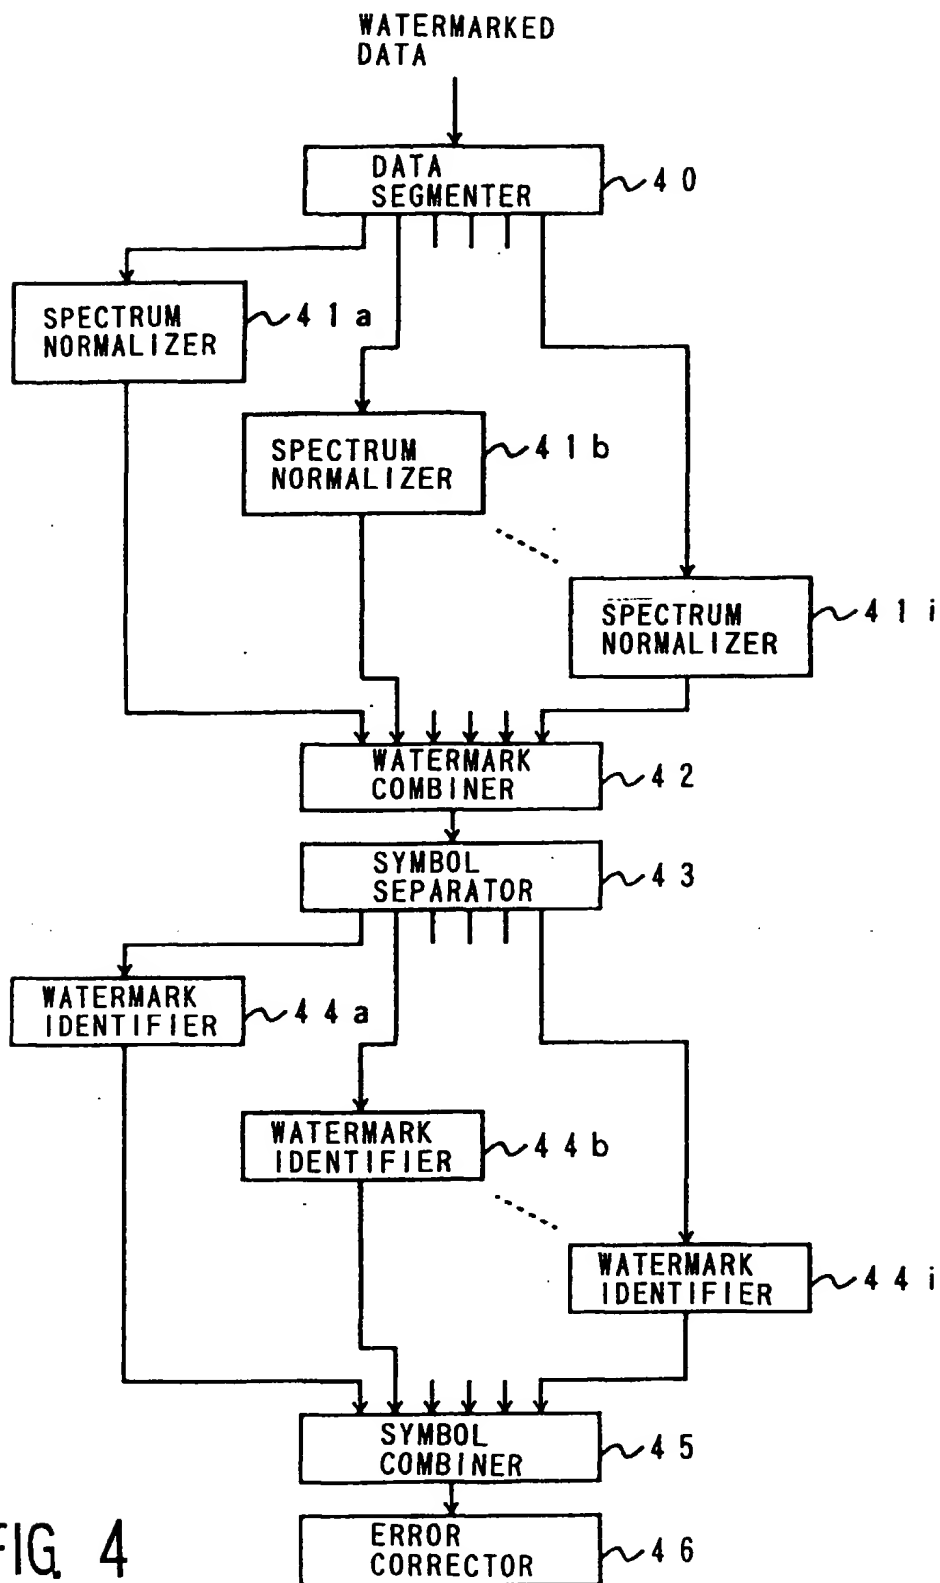 WATERMARKED
DATA
DATA
SEGMENTER
40
SPECTRUM
NORMALIZER
41a
SPECTRUM
NORMALIZER
41b
SPECTRUM
NORMALIZER
41i
WATERMARK
COMBINER
42
SYMBOL
SEPARATOR
43
WATERMARK
IDENTIFIER
44a
WATERMARK
IDENTIFIER
44b
WATERMARK
IDENTIFIER
44i
SYMBOL
COMBINER
45
ERROR
CORRECTOR
46
FIG. 4